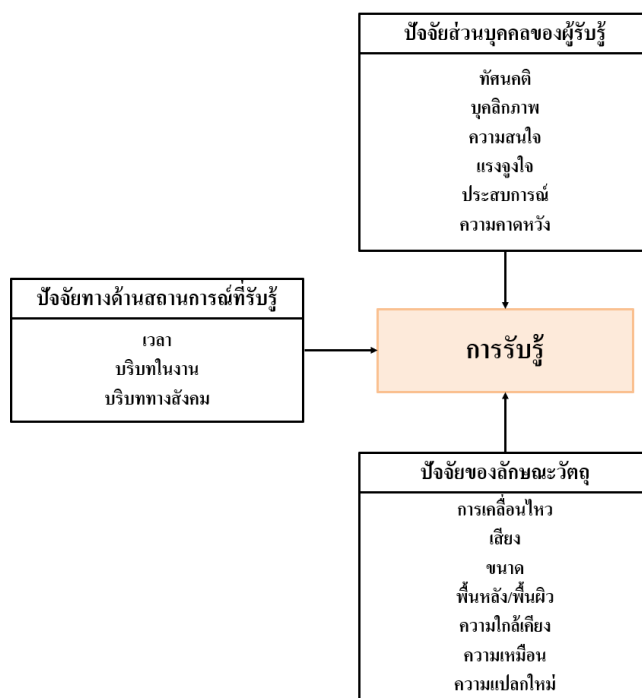 ปัจจัยส่วนบุคคลของผู้รับรู้
ทัศนคติ
บุคลิกภาพ
ความสนใจ
แรงจูงใจ
ประสบการณ์
ความคาดหวัง
ปัจจัยทางด้านสถานการณ์ที่รับรู้
เวลา
บริบทในงาน
บริบททางสังคม
การรับรู้
ปัจจัยของลักษณะวัตถุ
การเคลื่อนไหว
เสียง
ขนาด
พื้นหลัง/พื้นผิว
ความใกล้เคียง
ความเหมือน
ความแปลกใหม่